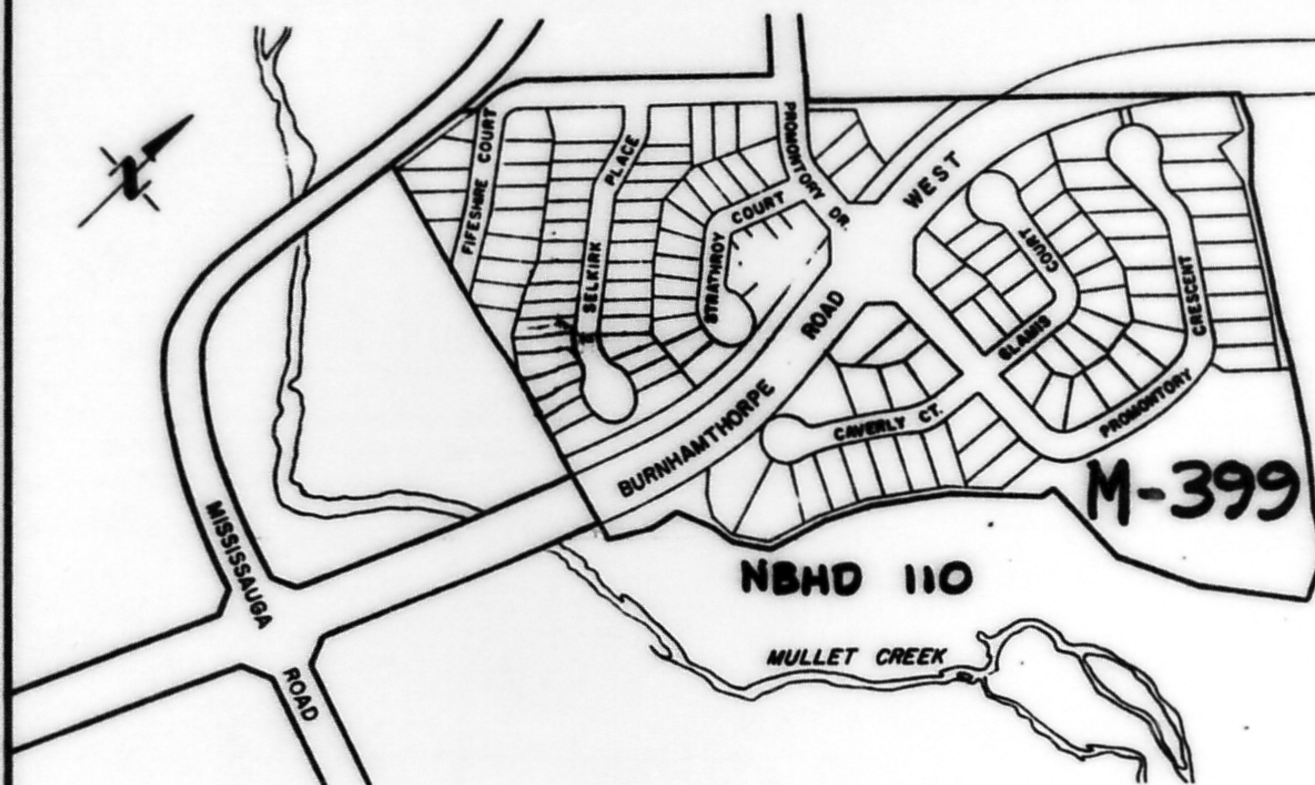 FIFESHIRE COURT
SELKIRK PLACE
STRATHROY COURT
PROMONTORY DR.
BURNHAMTHORPE ROAD WEST
GLAMIS COURT
PROMONTORY CRESCENT
CAVERLY CT.
M-399
NBHD 110
MULLET CREEK
MISSISSAUGA ROAD